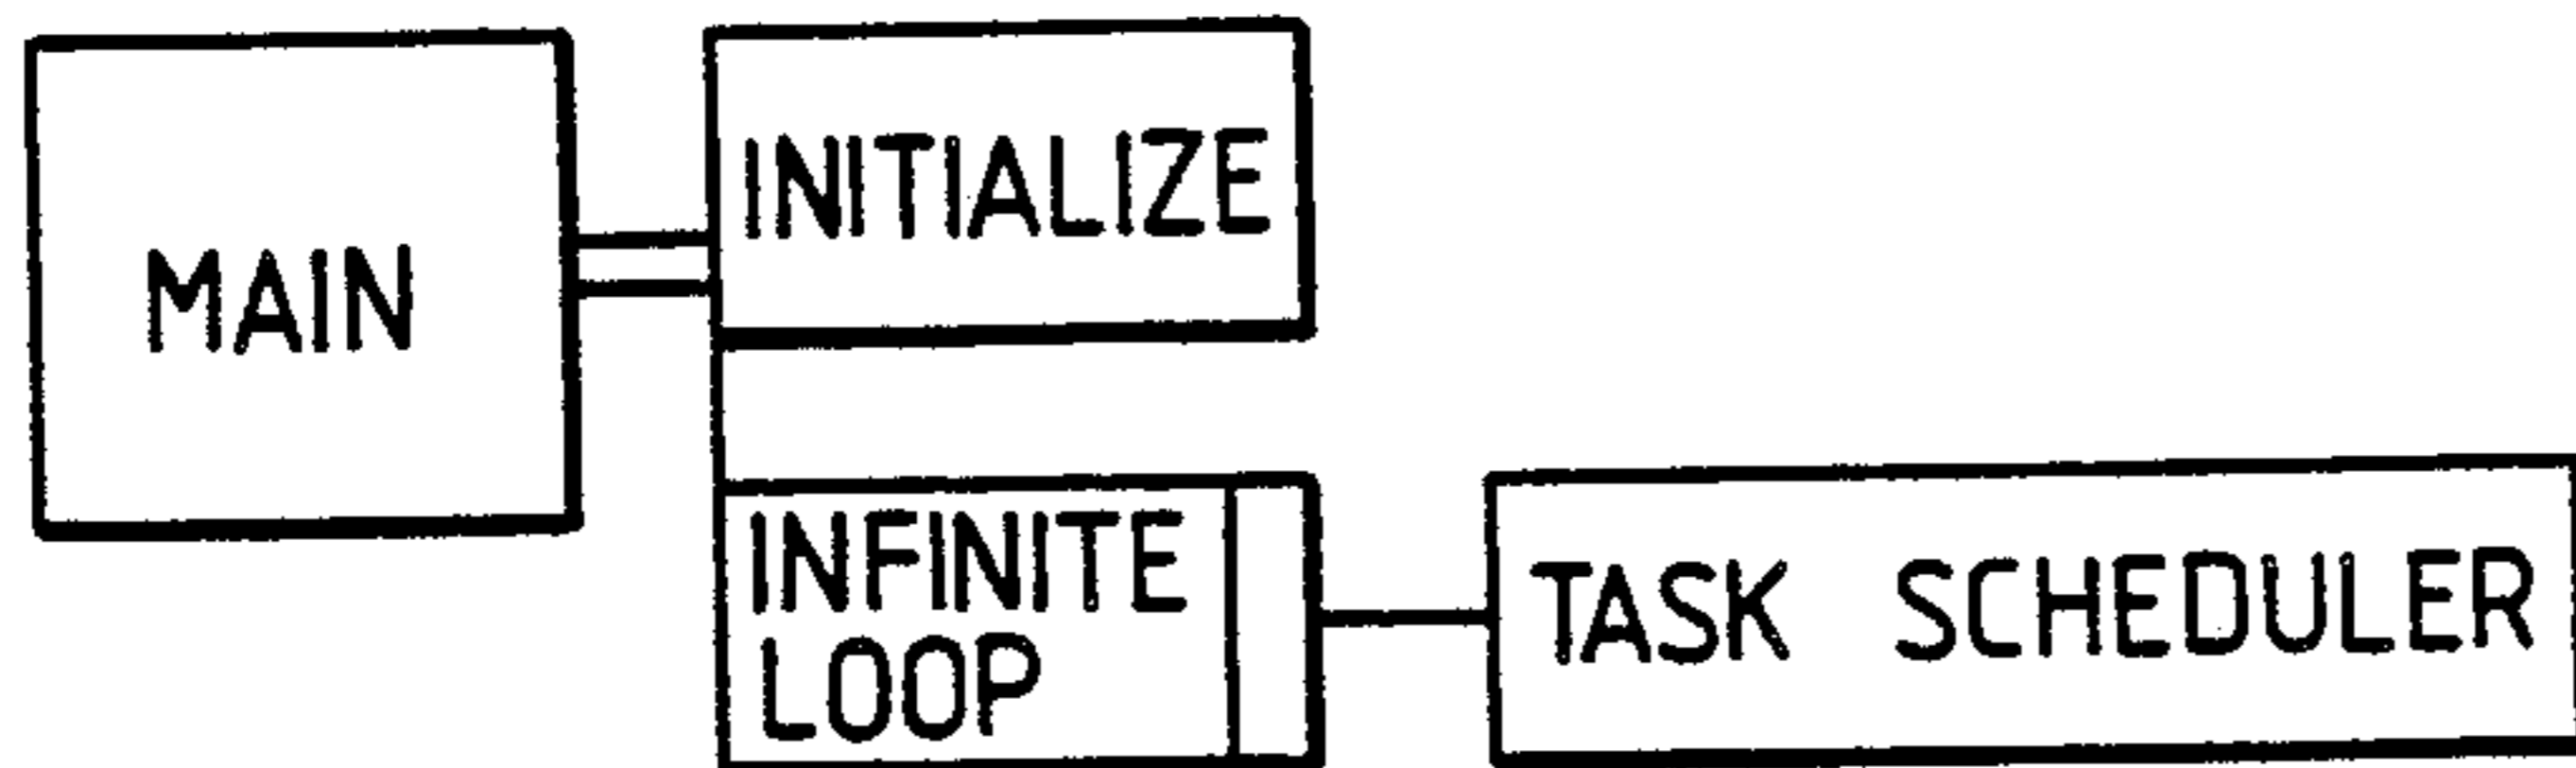 MAIN
INITIALIZE
INFINITE
LOOP
TASK SCHEDULER